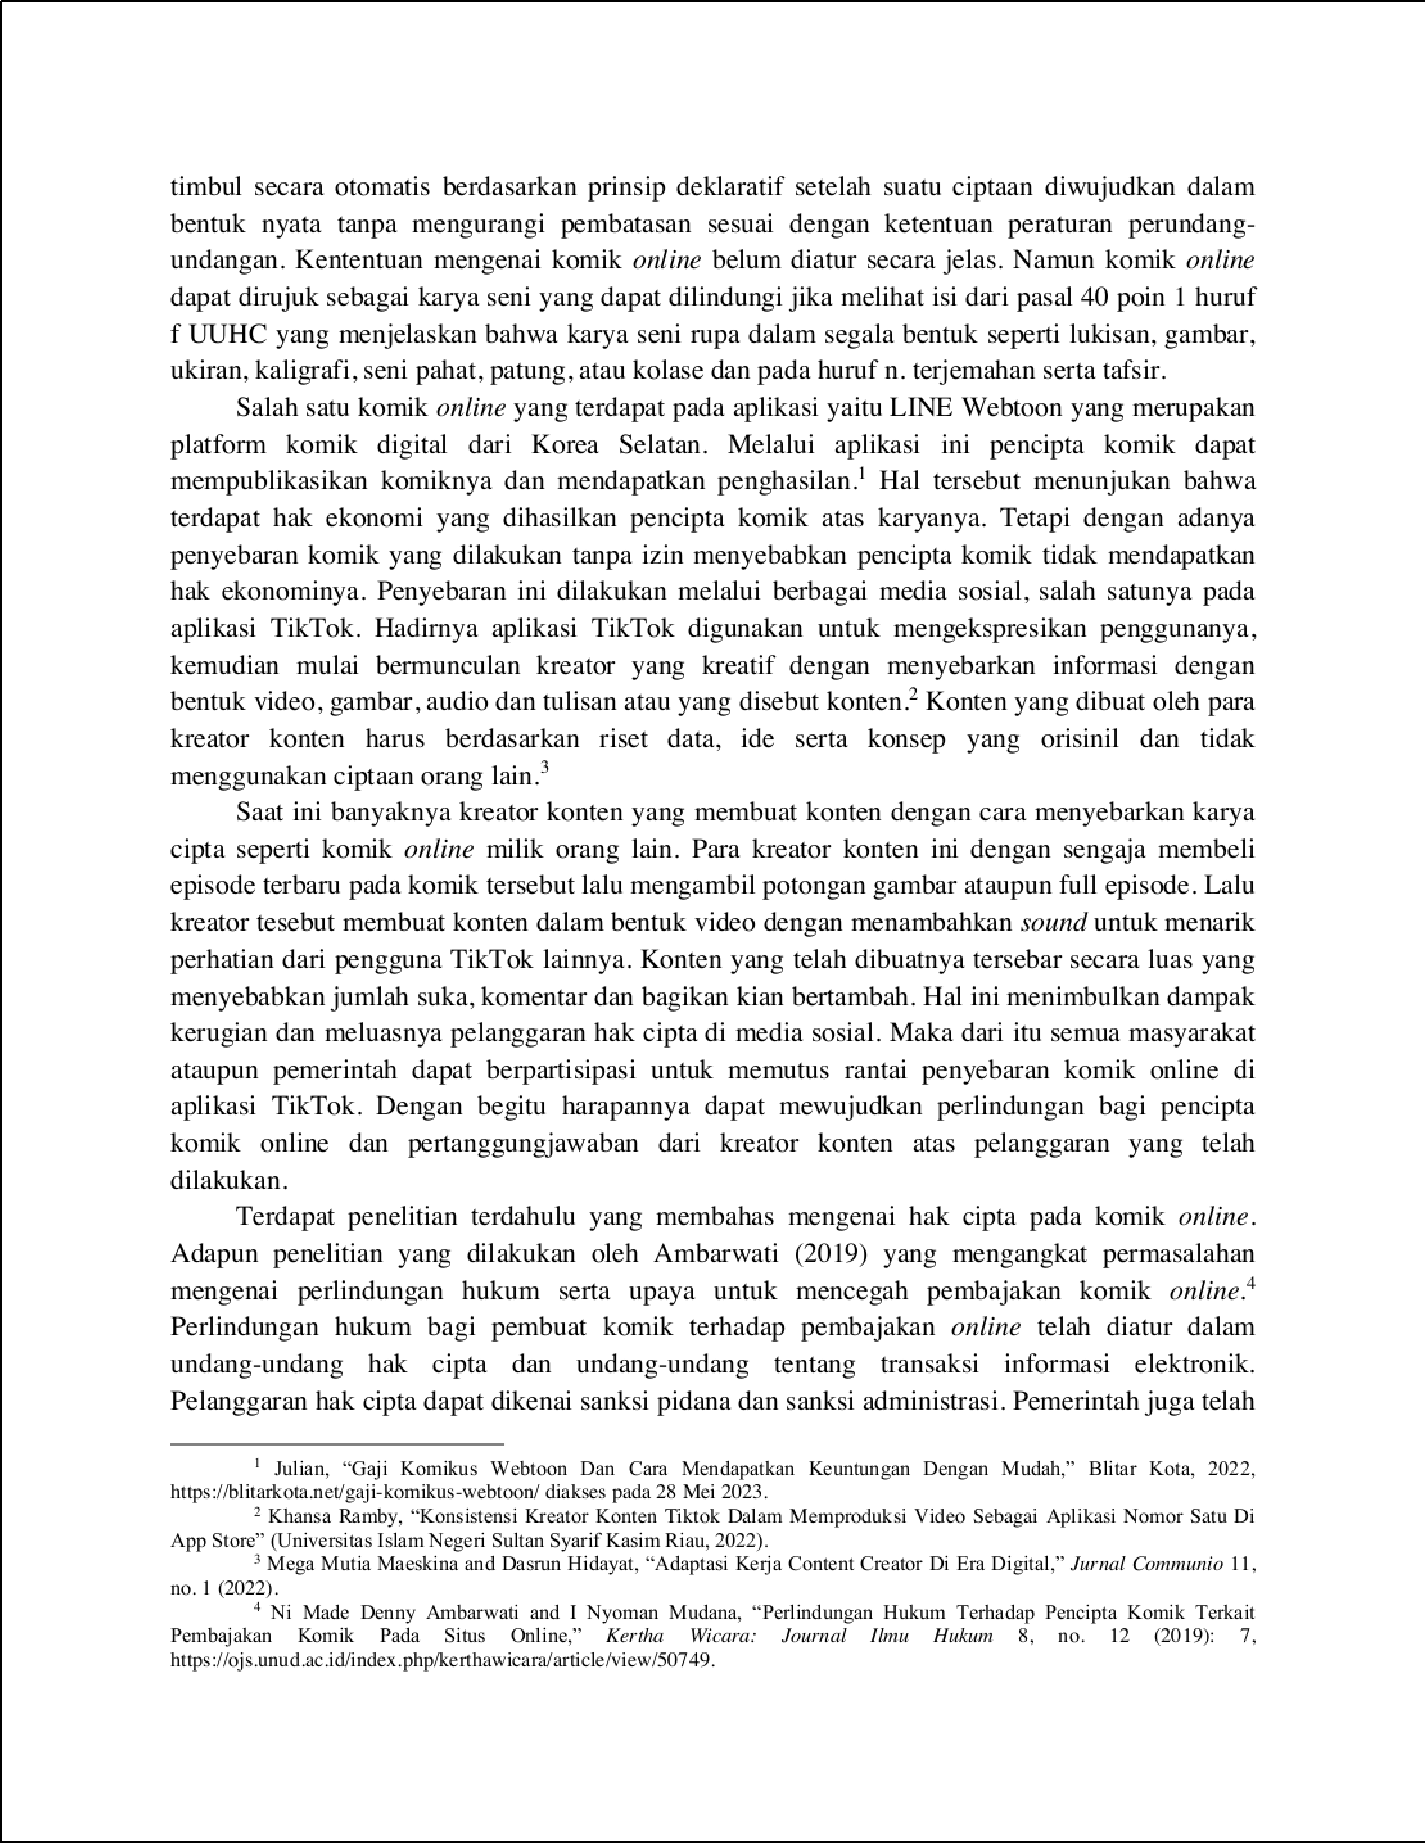 timbul secara otomatis berdasarkan prinsip deklaratif setelah suatu ciptaan diwujudkan dalam
bentuk nyata tanpa mengurangi pembatasan sesuai dengan ketentuan peraturan perundang-
undangan. Kententuan mengenai komik online belum diatur secara jelas. Namun komik online
dapat dirujuk sebagai karya seni yang dapat dilindungi jika melihat isi dari pasal 40 poin 1 huruf
f UUHC yang menjelaskan bahwa karya seni rupa dalam segala bentuk seperti lukisan, gambar,
ukiran, kaligrafi, seni pahat, patung, atau kolase dan pada huruf n. terjemahan serta tafsir.
Salah satu komik online yang terdapat pada aplikasi yaitu LINE Webtoon yang merupakan
platform komik digital dari Korea Selatan. Melalui aplikasi ini pencipta komik dapat
mempublikasikan komiknya dan mendapatkan penghasilan.1 Hal tersebut menunjukan bahwa
terdapat hak ekonomi yang dihasilkan pencipta komik atas karyanya. Tetapi dengan adanya
penyebaran komik yang dilakukan tanpa izin menyebabkan pencipta komik tidak mendapatkan
hak ekonominya. Penyebaran ini dilakukan melalui berbagai media sosial, salah satunya pada
aplikasi TikTok. Hadirnya aplikasi TikTok digunakan untuk mengekspresikan penggunanya,
kemudian mulai bermunculan kreator yang kreatif dengan menyebarkan informasi dengan
bentuk video, gambar, audio dan tulisan atau yang disebut konten.2 Konten yang dibuat oleh para
kreator konten harus berdasarkan riset data, ide serta konsep yang orisinil dan tidak
menggunakan ciptaan orang lain.3
Saat ini banyaknya kreator konten yang membuat konten dengan cara menyebarkan karya
cipta seperti komik online milik orang lain. Para kreator konten ini dengan sengaja membeli
episode terbaru pada komik tersebut lalu mengambil potongan gambar ataupun full episode. Lalu
kreator tesebut membuat konten dalam bentuk video dengan menambahkan sound untuk menarik
perhatian dari pengguna TikTok lainnya. Konten yang telah dibuatnya tersebar secara luas yang
menyebabkan jumlah suka, komentar dan bagikan kian bertambah. Hal ini menimbulkan dampak
kerugian dan meluasnya pelanggaran hak cipta di media sosial. Maka dari itu semua masyarakat
ataupun pemerintah dapat berpartisipasi untuk memutus rantai penyebaran komik online di
aplikasi TikTok. Dengan begitu harapannya dapat mewujudkan perlindungan bagi pencipta
komik online dan pertanggungjawaban dari kreator konten atas pelanggaran yang telah
dilakukan.
Terdapat penelitian terdahulu yang membahas mengenai hak cipta pada komik online.
Adapun penelitian yang dilakukan oleh Ambarwati (2019) yang mengangkat permasalahan
mengenai perlindungan hukum serta upaya untuk mencegah pembajakan komik online.4
Perlindungan hukum bagi pembuat komik terhadap pembajakan online telah diatur dalam
undang-undang hak cipta dan undang-undang tentang transaksi informasi elektronik.
Pelanggaran hak cipta dapat dikenai sanksi pidana dan sanksi administrasi. Pemerintah juga telah
1 Julian, “Gaji Komikus Webtoon Dan Cara Mendapatkan Keuntungan Dengan Mudah,” Blitar Kota, 2022,
https://blitarkota.net/gaji-komikus-webtoon/ diakses pada 28 Mei 2023.
2 Khansa Ramby, “Konsistensi Kreator Konten Tiktok Dalam Memproduksi Video Sebagai Aplikasi Nomor Satu Di
App Store” (Universitas Islam Negeri Sultan Syarif Kasim Riau, 2022).
3 Mega Mutia Maeskina and Dasrun Hidayat, “Adaptasi Kerja Content Creator Di Era Digital,” Jurnal Communio 11,
no. 1 (2022).
4 Ni Made Denny Ambarwati and I Nyoman Mudana, “Perlindungan Hukum Terhadap Pencipta Komik Terkait
Pembajakan Komik Pada Situs Online,” Kertha Wicara: Journal Ilmu Hukum 8, no. 12 (2019): 7,
https://ojs.unud.ac.id/index.php/kerthawicara/article/view/50749.